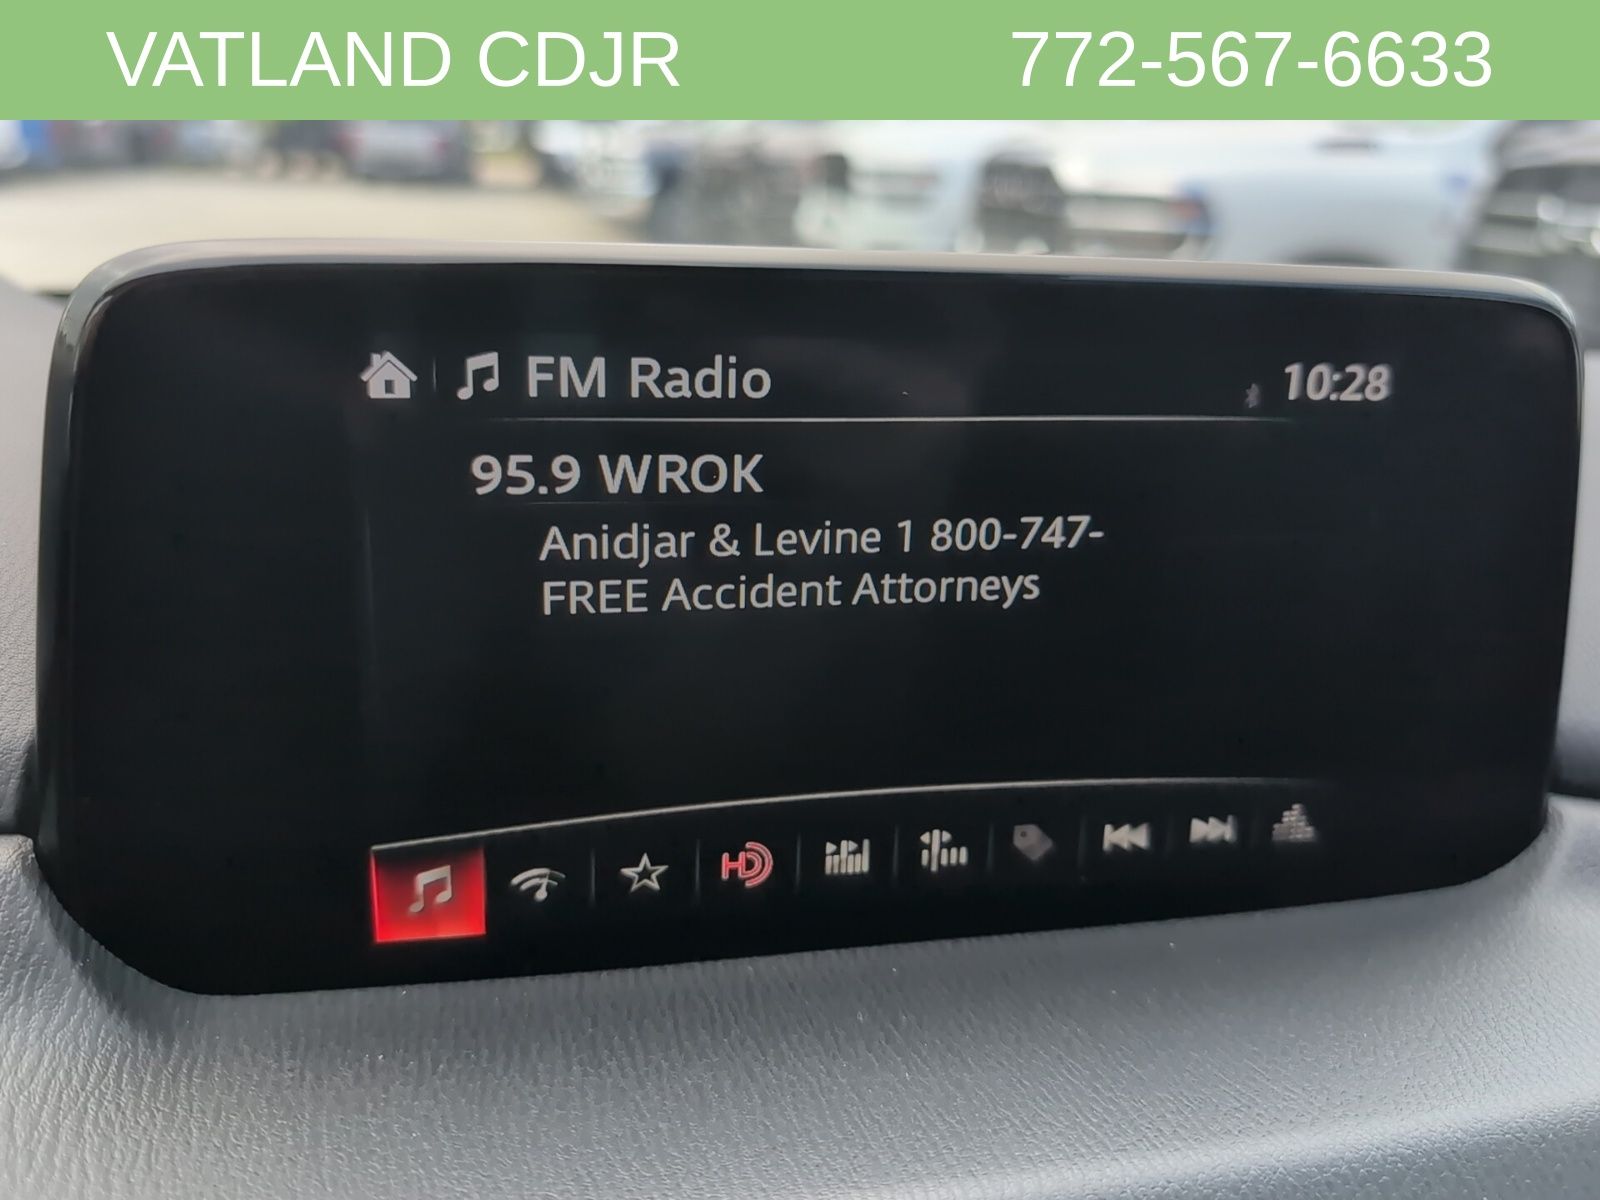 VATLAND CDJR 772-567-6633
FM Radio 10:28
95.9 WROK
Anidjar & Levine 1 800-747-
FREE Accident Attorneys
HD